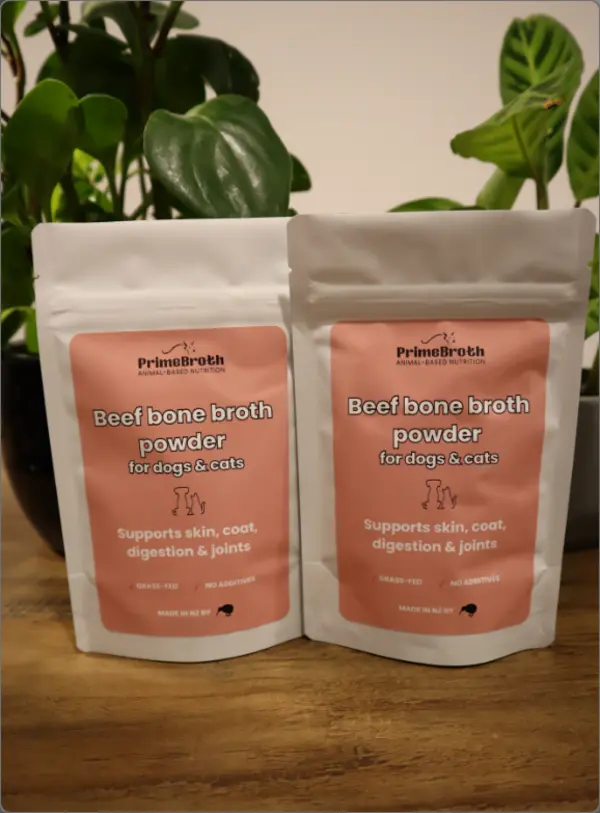 PrimeBroth
ANIMAL-BASED NUTRITION
Beef bone broth
powder
for dogs & cats
Supports skin, coat,
digestion & joints
GRASS-FED NO ADDITIVES
MADE IN NZ BY
PrimeBroth
ANIMAL-BASED NUTRITION
Beef bone broth
powder
for dogs & cats
Supports skin, coat,
digestion & joints
GRASS-FED NO ADDITIVES
MADE IN NZ BY